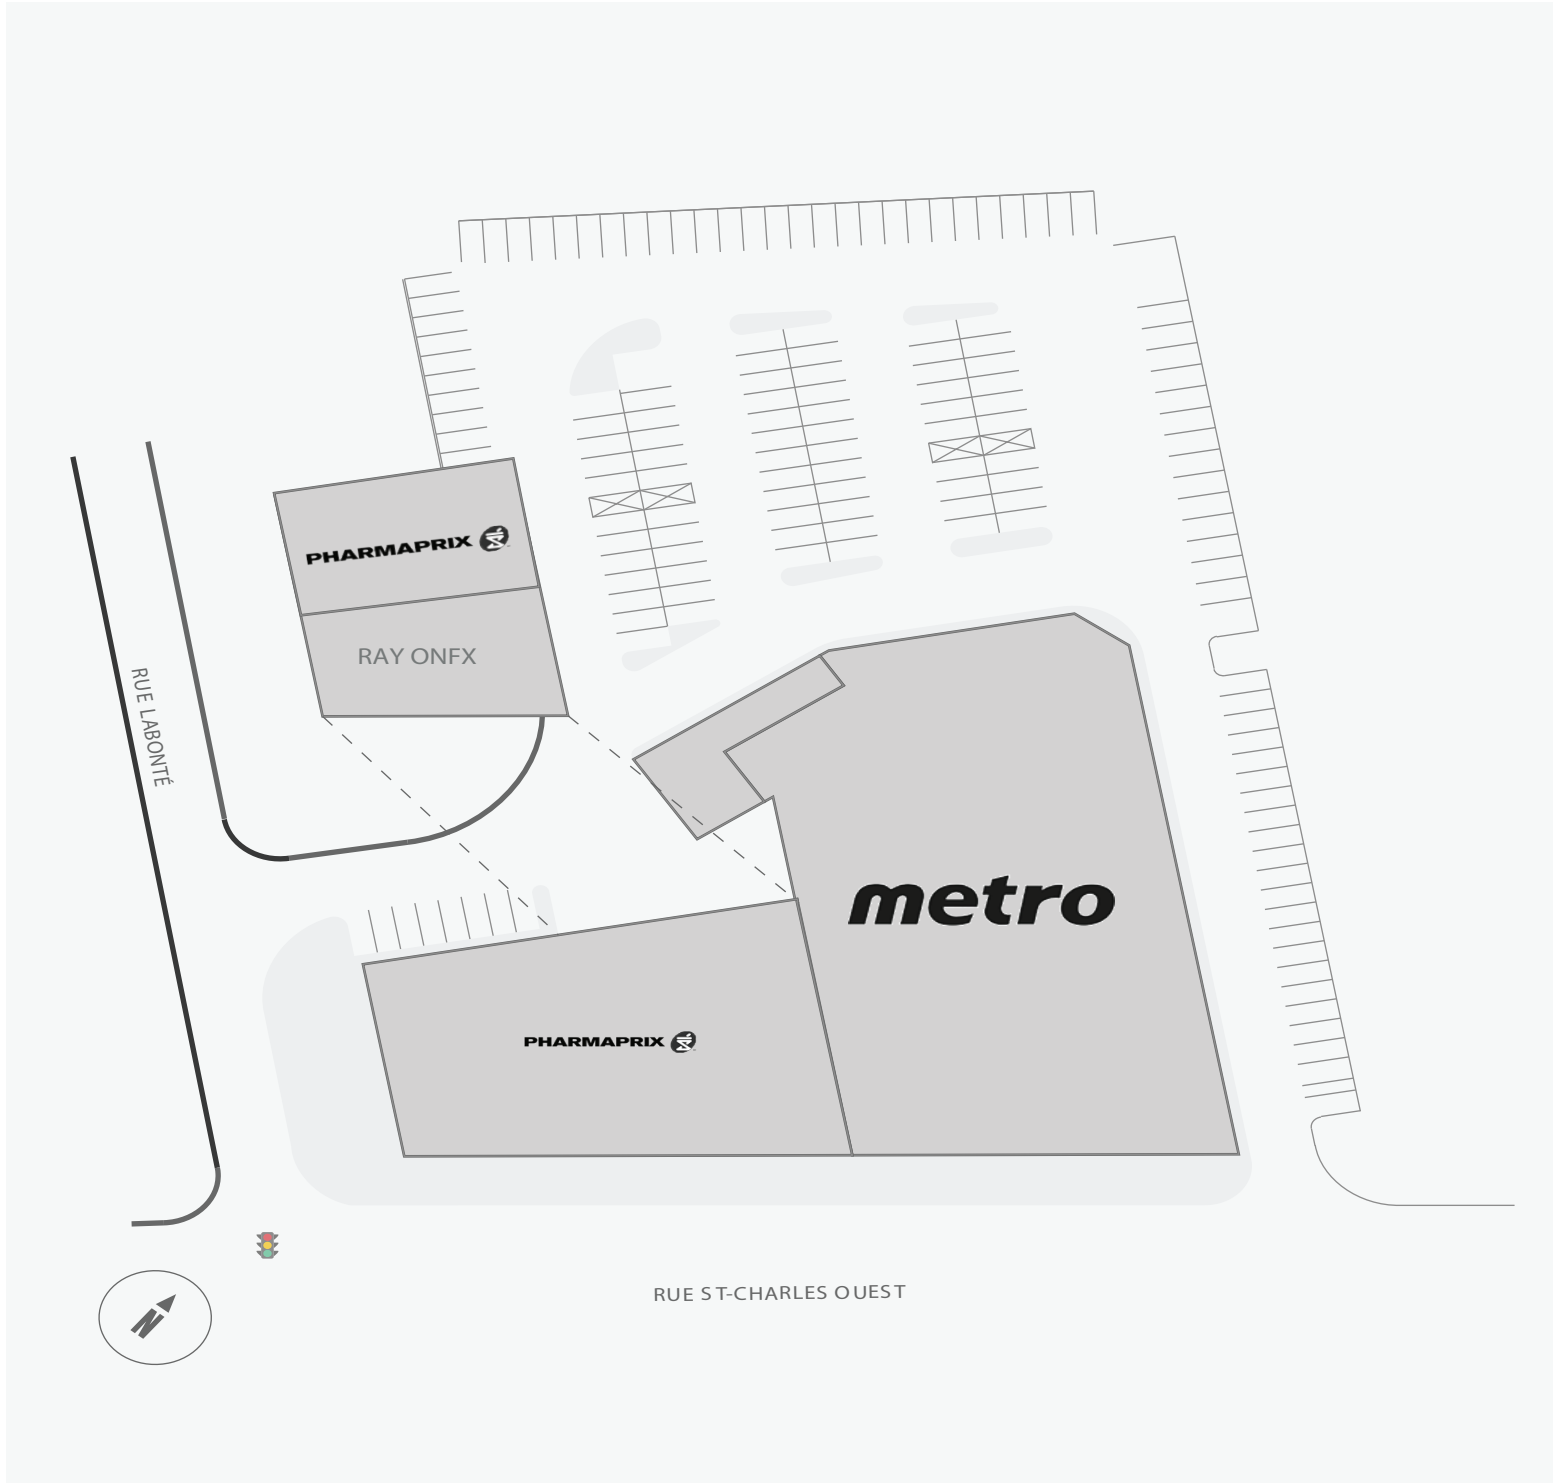 PHARMAPRIX
RAY ONFX
RUE LABONTÉ
metro
PHARMAPRIX
RUE ST-CHARLES OUEST
N